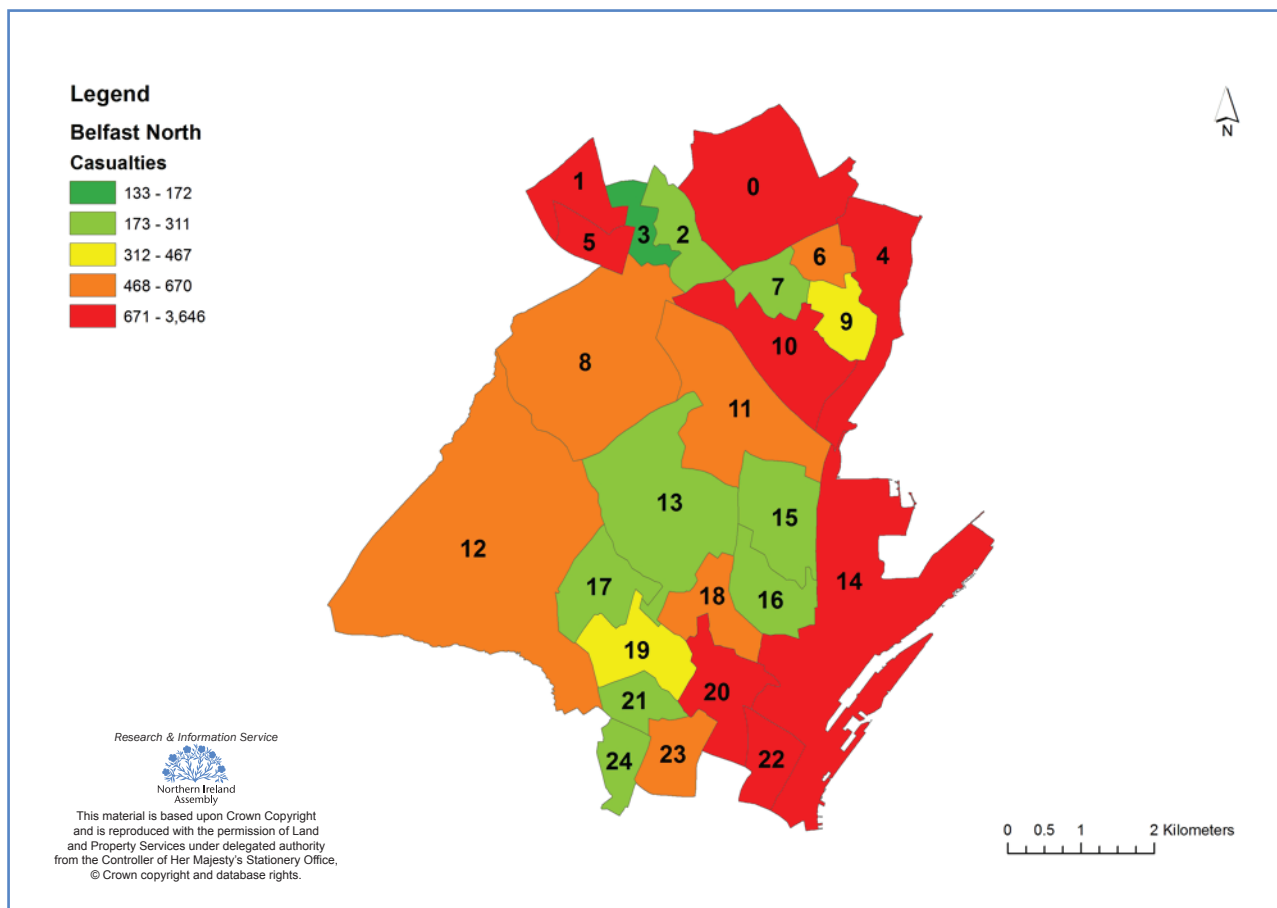 Legend
Belfast North
Casualties
133 - 172
173 - 311
312 - 467
468 - 670
671 - 3,646
N
1
0
3
2
5
4
6
7
9
10
8
11
13
15
12
14
17
16
18
19
20
21
24
23
22
Research & Information Service
Northern Ireland
Assembly
This material is based upon Crown Copyright
and is reproduced with the permission of Land
and Property Services under delegated authority
from the Controller of Her Majesty's Stationery Office,
© Crown copyright and database rights.
0 0.5 1 2 Kilometers